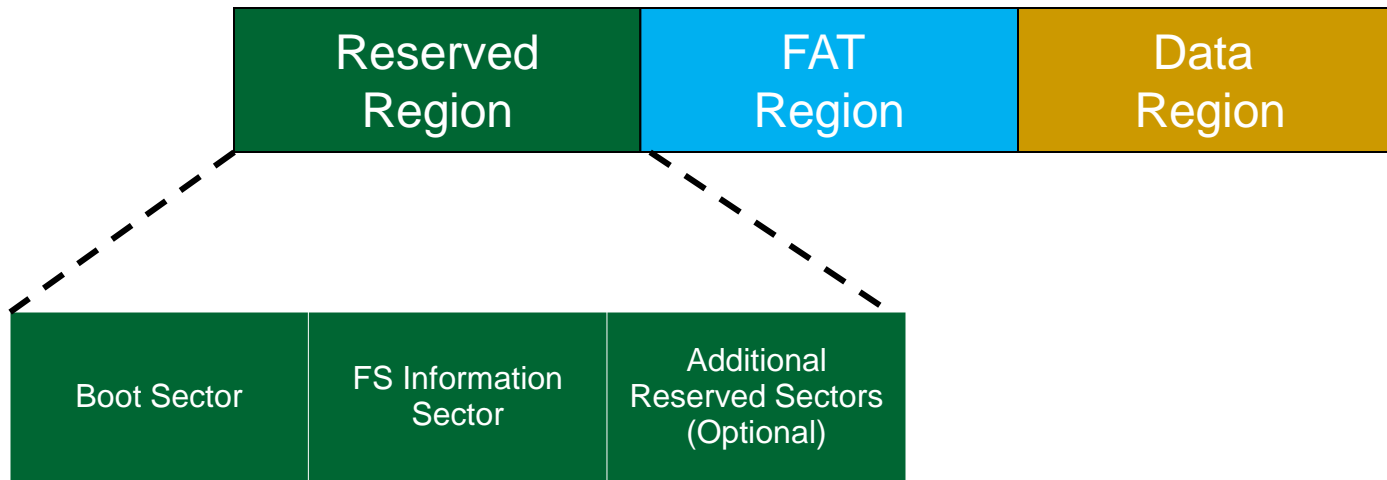 Reserved
Region
FAT
Region
Data
Region
Boot Sector
FS Information
Sector
Additional
Reserved Sectors
(Optional)